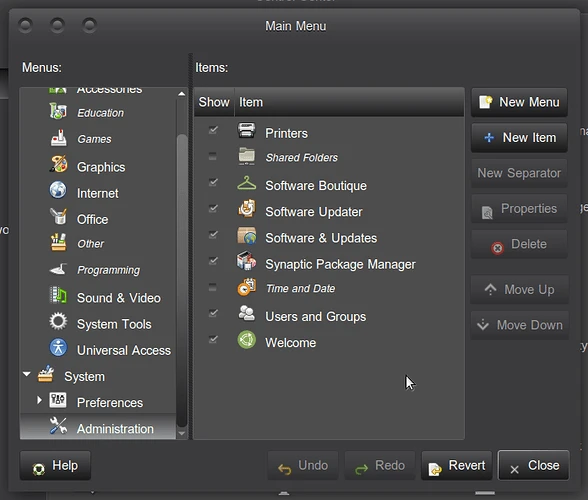 Main Menu
Menus:
Items:
Accessories
Education
Games
Graphics
Internet
Office
Other
Programming
Sound & Video
System Tools
Universal Access
System
Preferences
Administration
Show Item
Printers
Shared Folders
Software Boutique
Software Updater
Software & Updates
Synaptic Package Manager
Time and Date
Users and Groups
Welcome
New Menu
New Item
New Separator
Properties
Delete
Move Up
Move Down
Help
Undo
Redo
Revert
Close